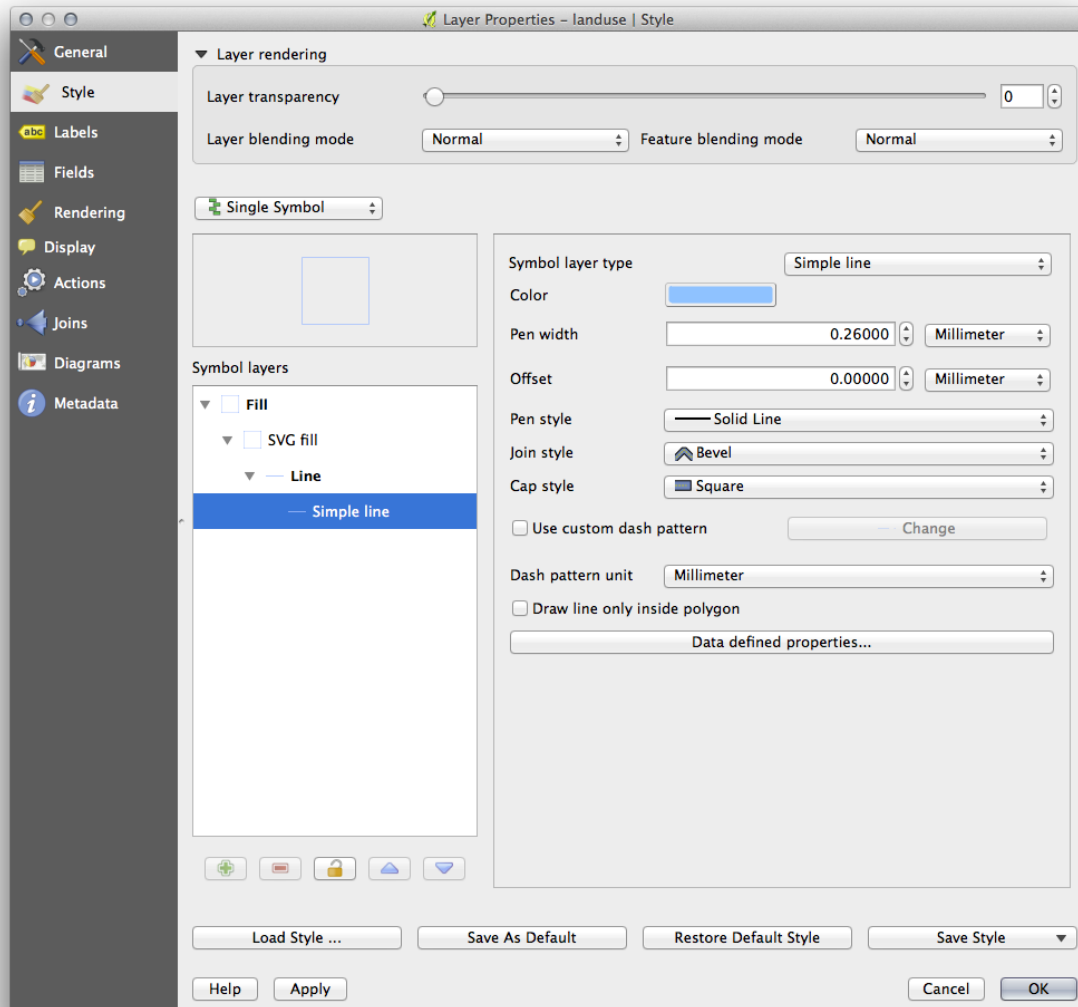 Layer Properties – landuse | Style
General
Style
abc Labels
Fields
Rendering
Display
Actions
Joins
Diagrams
i Metadata
Layer rendering
Layer transparency 0
Layer blending mode Normal Feature blending mode Normal
Single Symbol
Symbol layers
Fill
SVG fill
Line
Simple line
Symbol layer type Simple line
Color
Pen width 0.26000 Millimeter
Offset 0.00000 Millimeter
Pen style Solid Line
Join style Bevel
Cap style Square
Use custom dash pattern Change
Dash pattern unit Millimeter
Draw line only inside polygon
Data defined properties...
Load Style ... Save As Default Restore Default Style Save Style
Help Apply Cancel OK